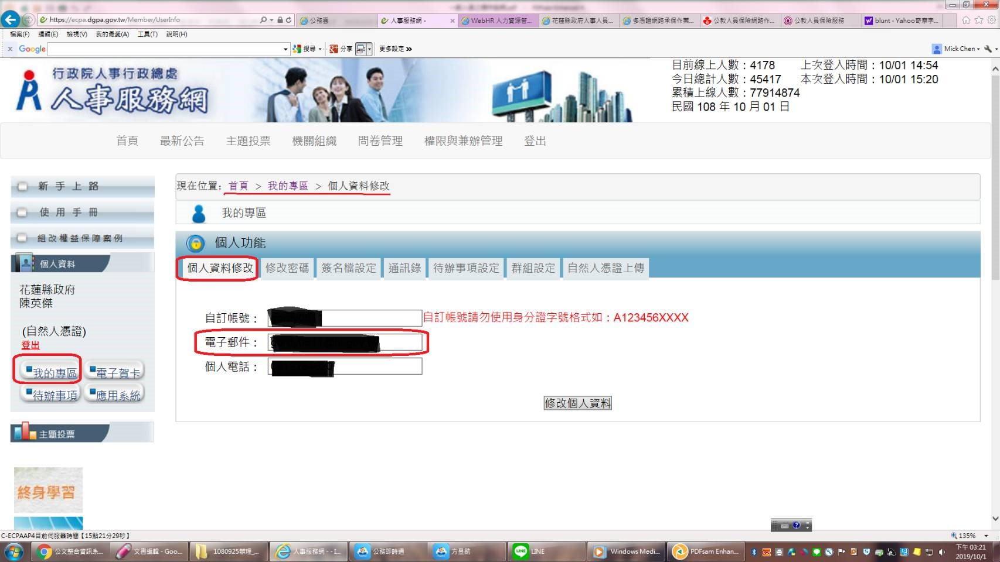 https://ecpa.dgpa.gov.tw/Member/UserInfo
公務雲
人事服務網 -
WebHR 人力資源管...
花蓮縣政府人事人員...
多憑證網路承保作業...
公教人員保險網路作...
公教人員保險服務
blunt - Yahoo奇摩字...
檔案(F) 編輯(E) 檢視(V) 我的最愛(A) 工具(T) 說明(H)
x Google 搜尋 分享 更多設定 »
Mick Chen
行政院人事行政總處
人事服務網
目前線上人數：4178 上次登入時間：10/01 14:54
今日總計人數：45417 本次登入時間：10/01 15:20
累積上線人數：77914874
民國 108 年 10 月 01 日
首頁 最新公告 主題投票 機關組織 問卷管理 權限與兼辦管理 登出
新手上路
使用手冊
組改權益保障案例
個人資料
花蓮縣政府
陳英傑
(自然人憑證)
登出
我的專區 電子賀卡
待辦事項 應用系統
主題投票
終身學習
現在位置: 首頁 > 我的專區 > 個人資料修改
我的專區
個人功能
個人資料修改 修改密碼 簽名檔設定 通訊錄 待辦事項設定 群組設定 自然人憑證上傳
自訂帳號： 自訂帳號請勿使用身分證字號格式如：A123456XXXX
電子郵件：
個人電話：
修改個人資料
C-ECPAAP4目前伺服器時間【15點21分29秒】
135%
公文整合資訊系...
文書編輯 - Goo...
1080925辦理_...
人事服務網 - - I...
公務即時通
方昱勛
LINE
Windows Medi...
PDFsam Enhan...
下午 03:21
2019/10/1